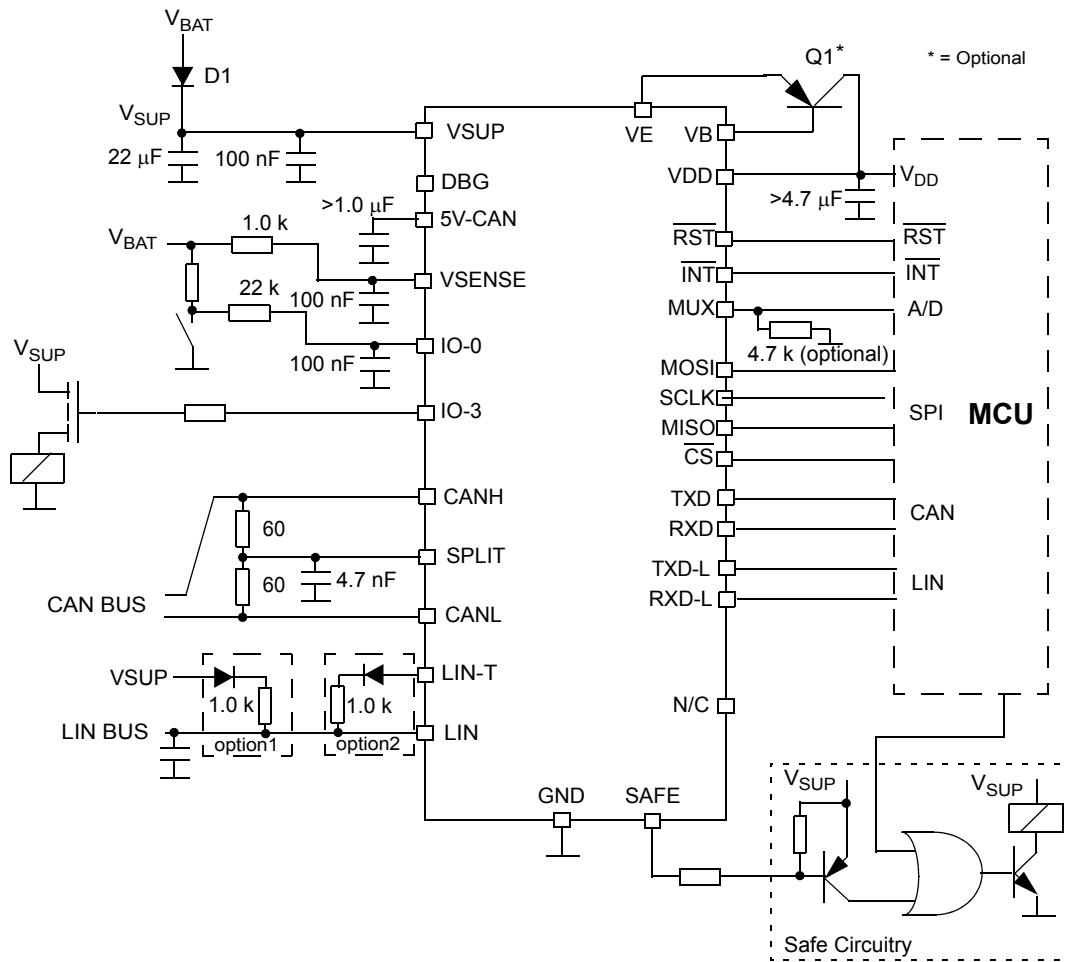 VBAT
D1
Q1*
* = Optional
VSUP
22 μF
100 nF
VSUP
VE
VB
VDD
VDD
>4.7 μF
DBG
>1.0 μF
5V-CAN
1.0 k
VBAT
VSENSE
100 nF
22 k
IO-0
100 nF
RST
RST
INT
INT
MUX
A/D
4.7 k (optional)
VSUP
IO-3
MOSI
SCLK
SPI
MCU
MISO
CS
CANH
60
SPLIT
4.7 nF
60
CAN BUS
CANL
TXD
CAN
RXD
TXD-L
LIN
RXD-L
VSUP
1.0 k
option1
1.0 k
option2
LIN-T
LIN BUS
LIN
N/C
GND
SAFE
VSUP
VSUP
Safe Circuitry